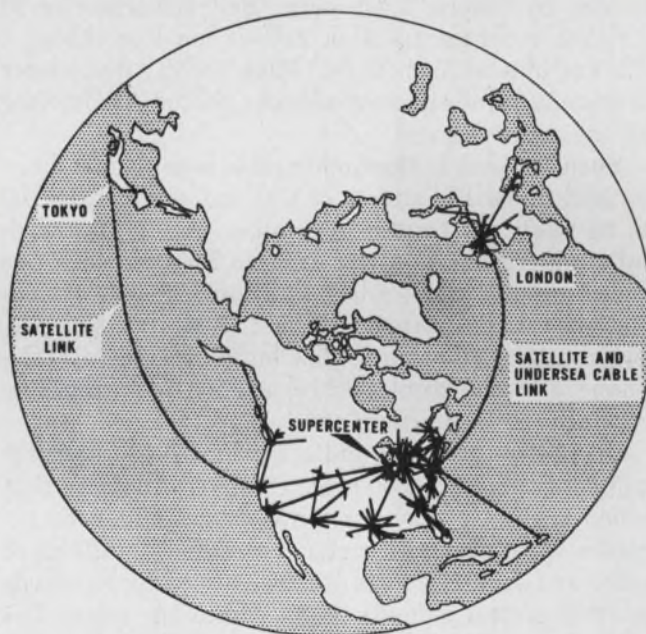 TOKYO
LONDON
SATELLITE
LINK
SATELLITE AND
UNDERSEA CABLE
LINK
SUPERCENTER